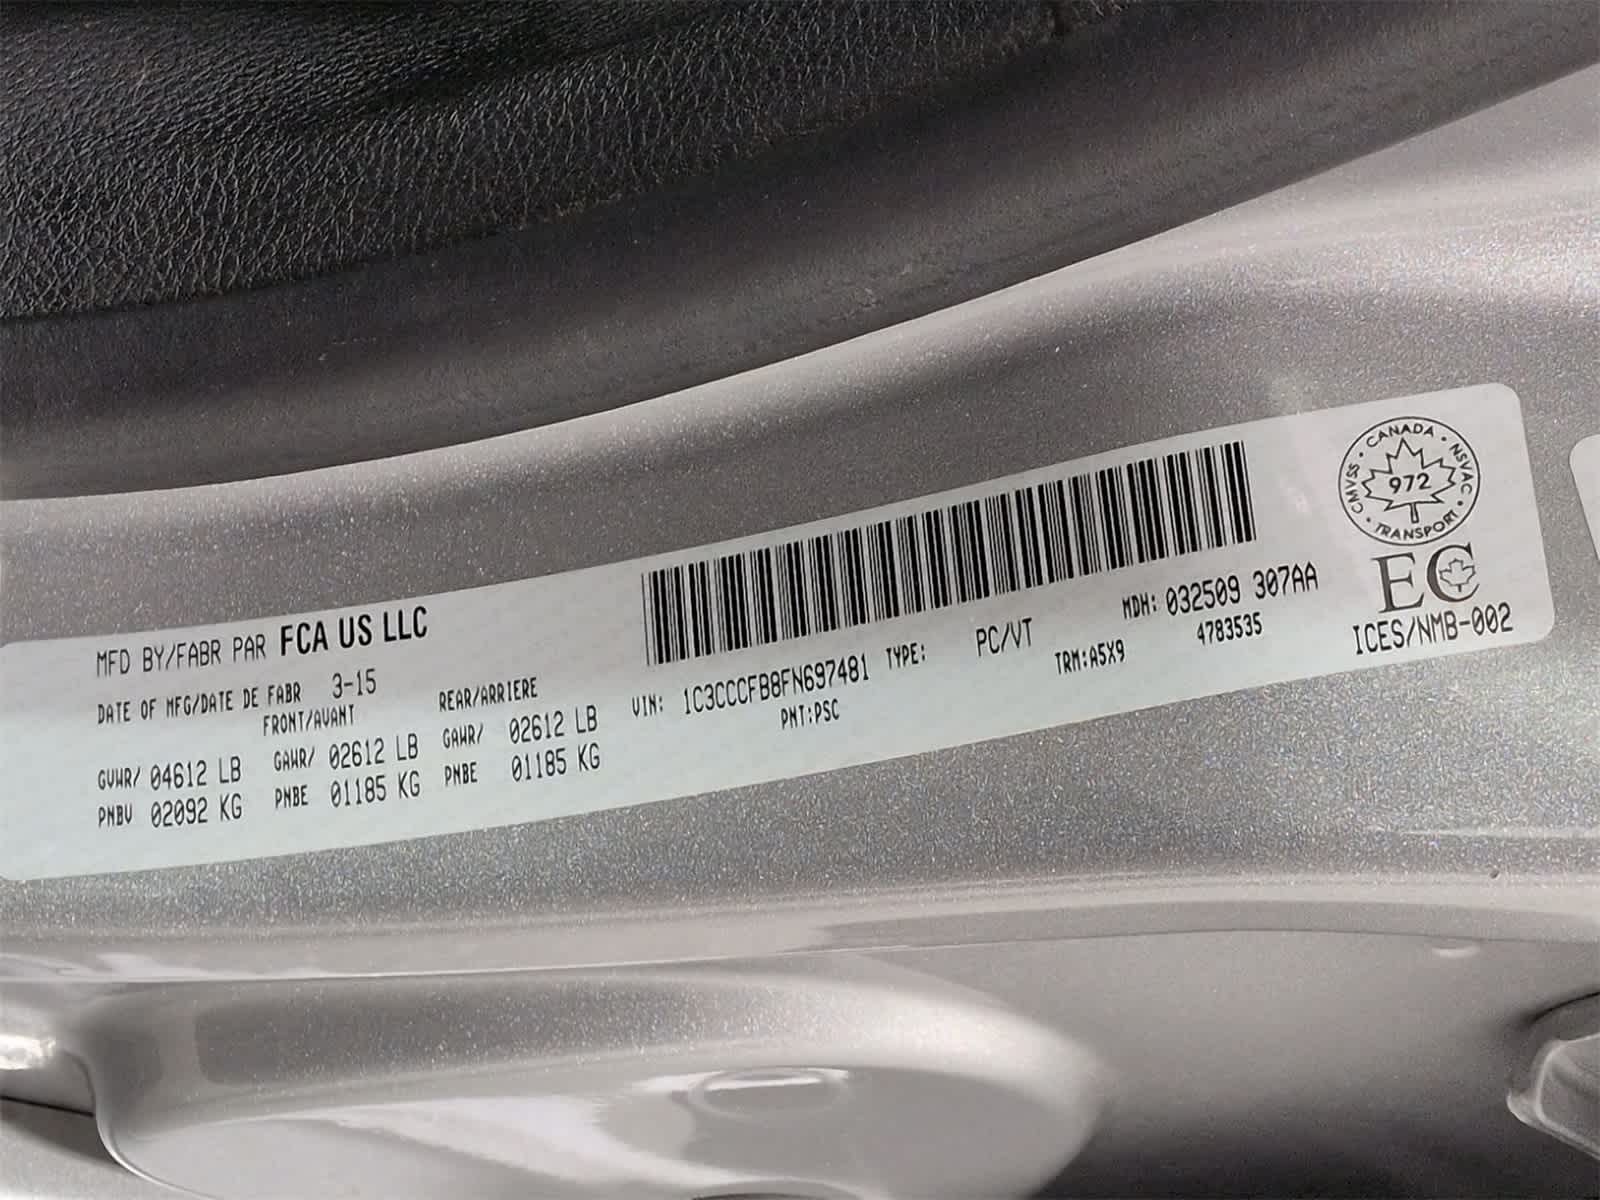 MFD BY/FABR PAR FCA US LLC
DATE OF MFG/DATE DE FABR 3-15
FRONT/AVANT
REAR/ARRIERE
GVWR/ 04612 LB
PNBV 02092 KG
GAWR/ 02612 LB
PNBE 01185 KG
GAWR/ 02612 LB
PNBE 01185 KG
VIN: 1C3CCCFB8FN697481 TYPE: PC/VT
PNT:PSC
MDH: 032509 307AA
TRM:A5X9 4783535
CANADA · NSVAC · TRANSPORT · CMVSS ·
972
EC
ICES/NMB-002